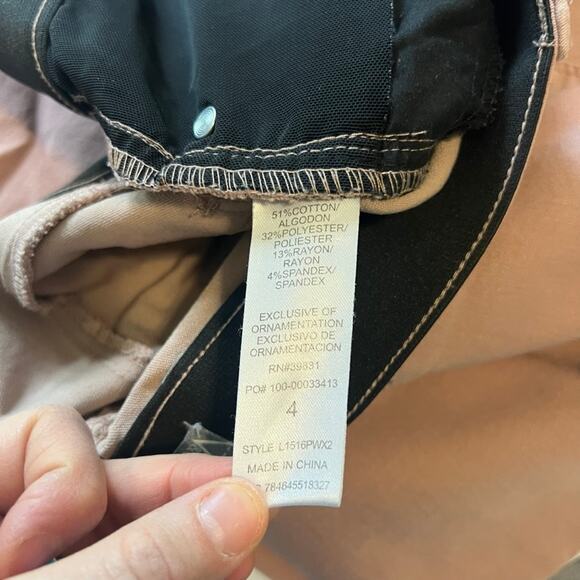 51%COTTON/
ALGODON
32%POLYESTER/
POLIESTER
13%RAYON/
RAYON
4%SPANDEX/
SPANDEX
EXCLUSIVE OF
ORNAMENTATION
EXCLUSIVO DE
ORNAMENTACION
RN#39831
PO# 100-00033413
4
STYLE L1516PWX2
MADE IN CHINA
784645518327